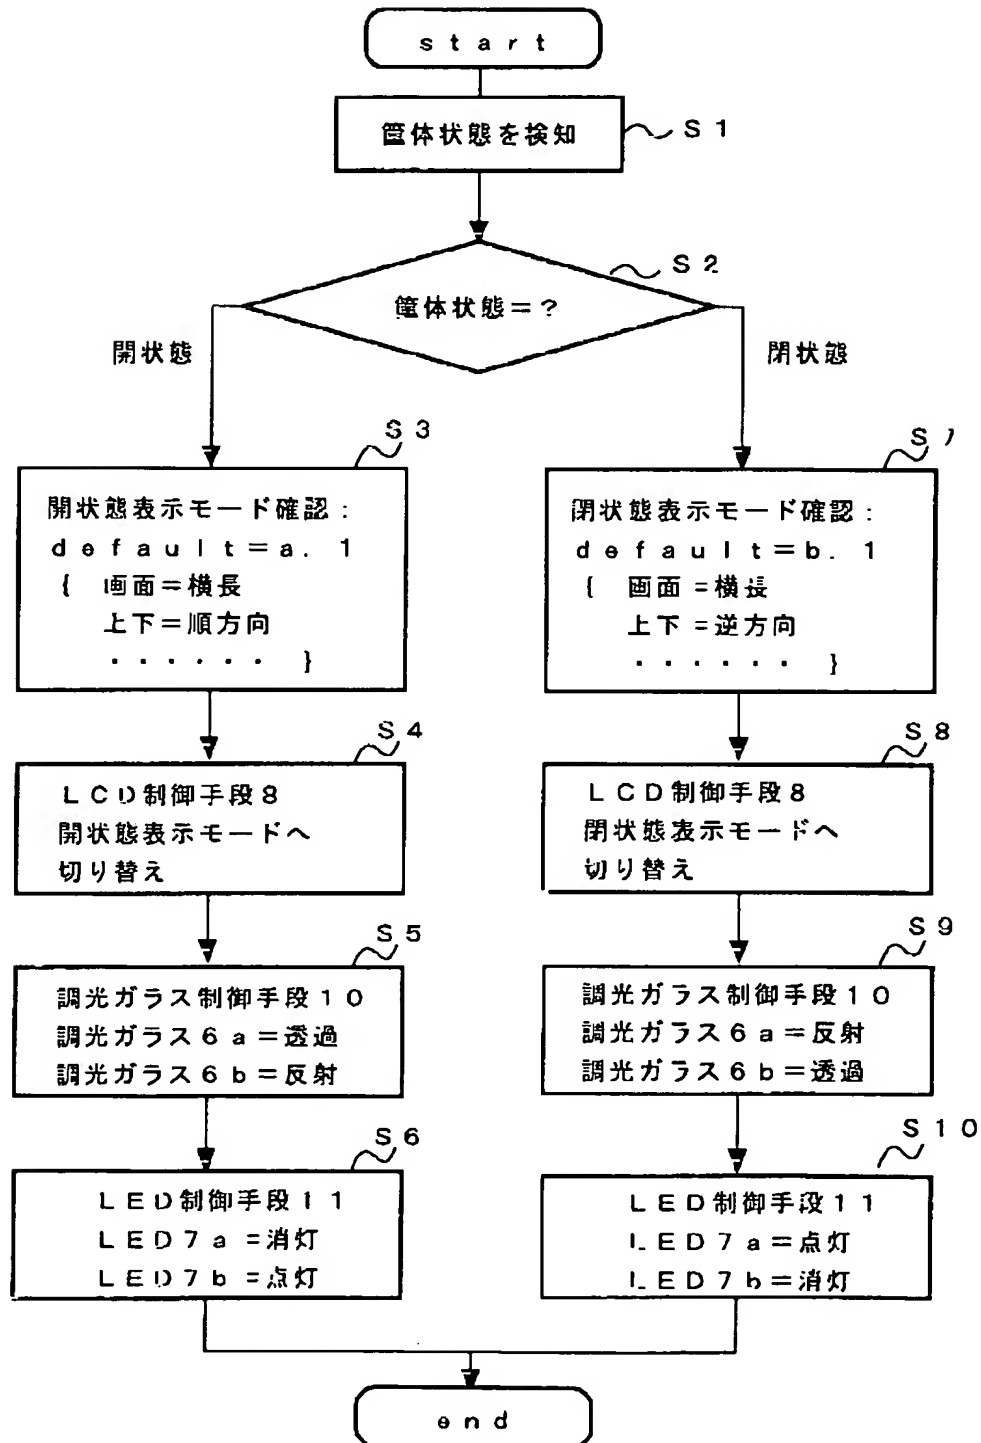 start
筐体状態を検知
S1
S2
筐体状態=?
開状態
閉状態
S3
開状態表示モード確認:
default=a.1
{ 画面=横長
上下=順方向
・・・・・・ }
S4
LCD制御手段8
開状態表示モードへ
切り替え
S5
調光ガラス制御手段10
調光ガラス6a=透過
調光ガラス6b=反射
S6
LED制御手段11
LED7a=消灯
LED7b=点灯
S7
閉状態表示モード確認:
default=b.1
{ 画面=横長
上下=逆方向
・・・・・・ }
S8
LCD制御手段8
閉状態表示モードへ
切り替え
S9
調光ガラス制御手段10
調光ガラス6a=反射
調光ガラス6b=透過
S10
LED制御手段11
LED7a=点灯
LED7b=消灯
end